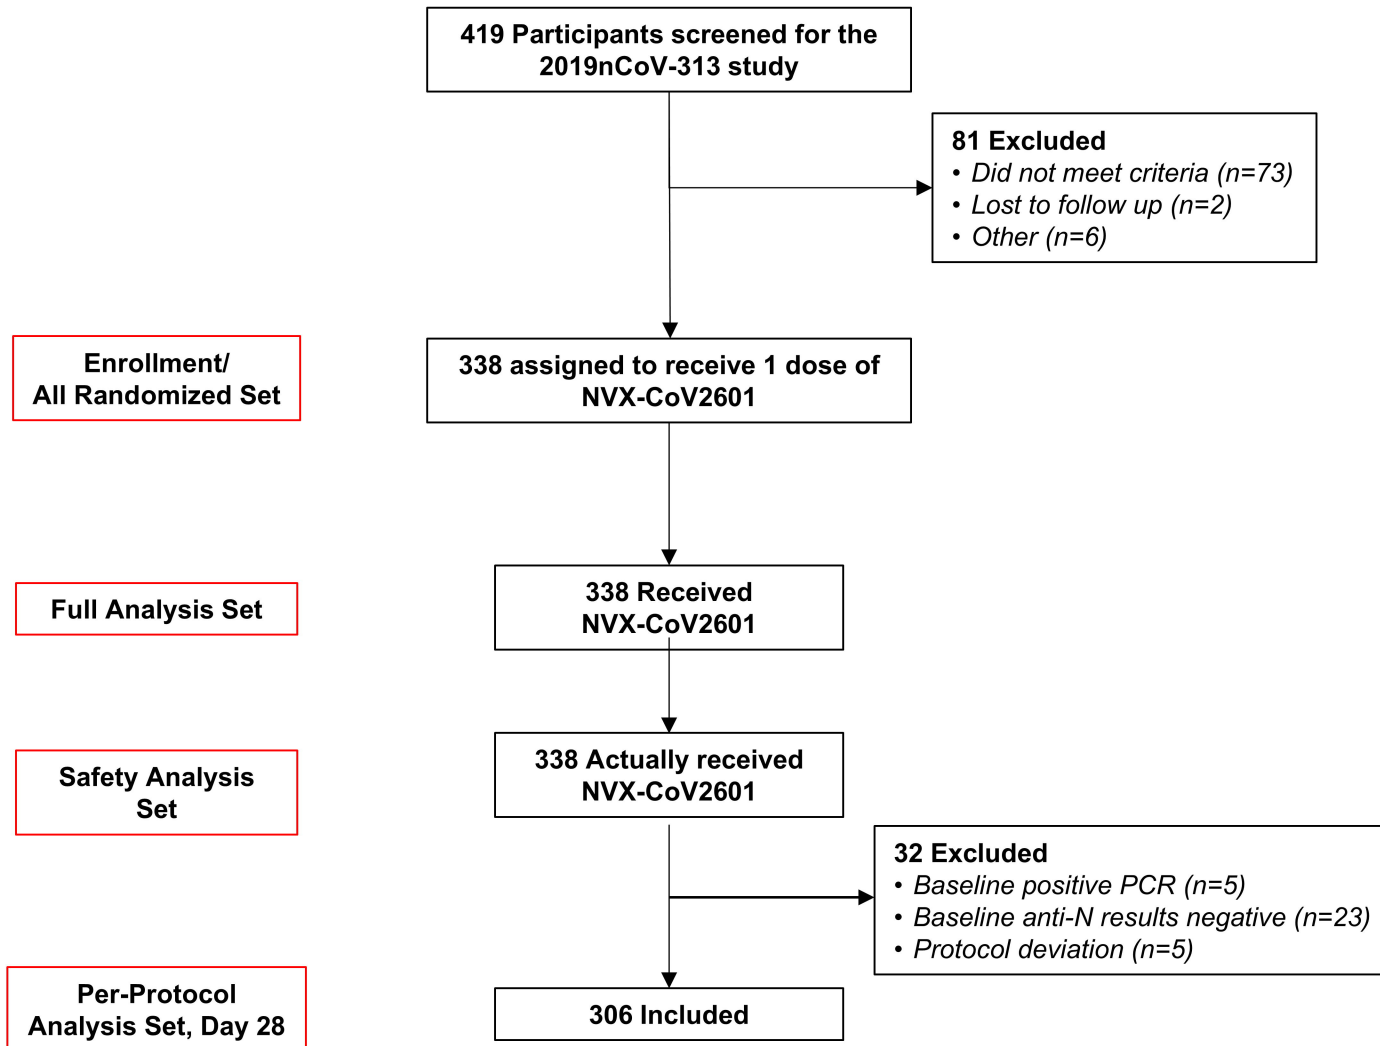 419 Participants screened for the
2019nCoV-313 study
81 Excluded
• Did not meet criteria (n=73)
• Lost to follow up (n=2)
• Other (n=6)
Enrollment/
All Randomized Set
338 assigned to receive 1 dose of
NVX-CoV2601
Full Analysis Set
338 Received
NVX-CoV2601
Safety Analysis
Set
338 Actually received
NVX-CoV2601
32 Excluded
• Baseline positive PCR (n=5)
• Baseline anti-N results negative (n=23)
• Protocol deviation (n=5)
Per-Protocol
Analysis Set, Day 28
306 Included